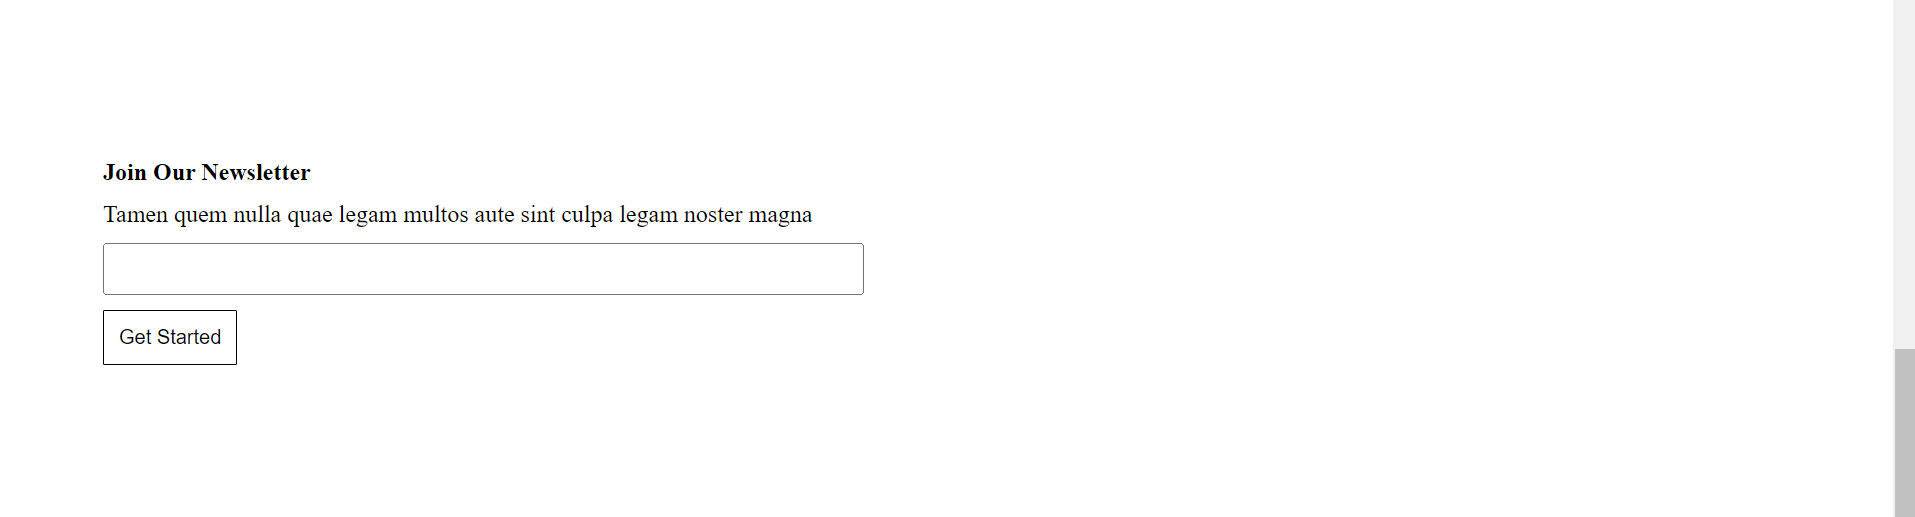 Join Our Newsletter
Tamen quem nulla quae legam multos aute sint culpa legam noster magna
Get Started